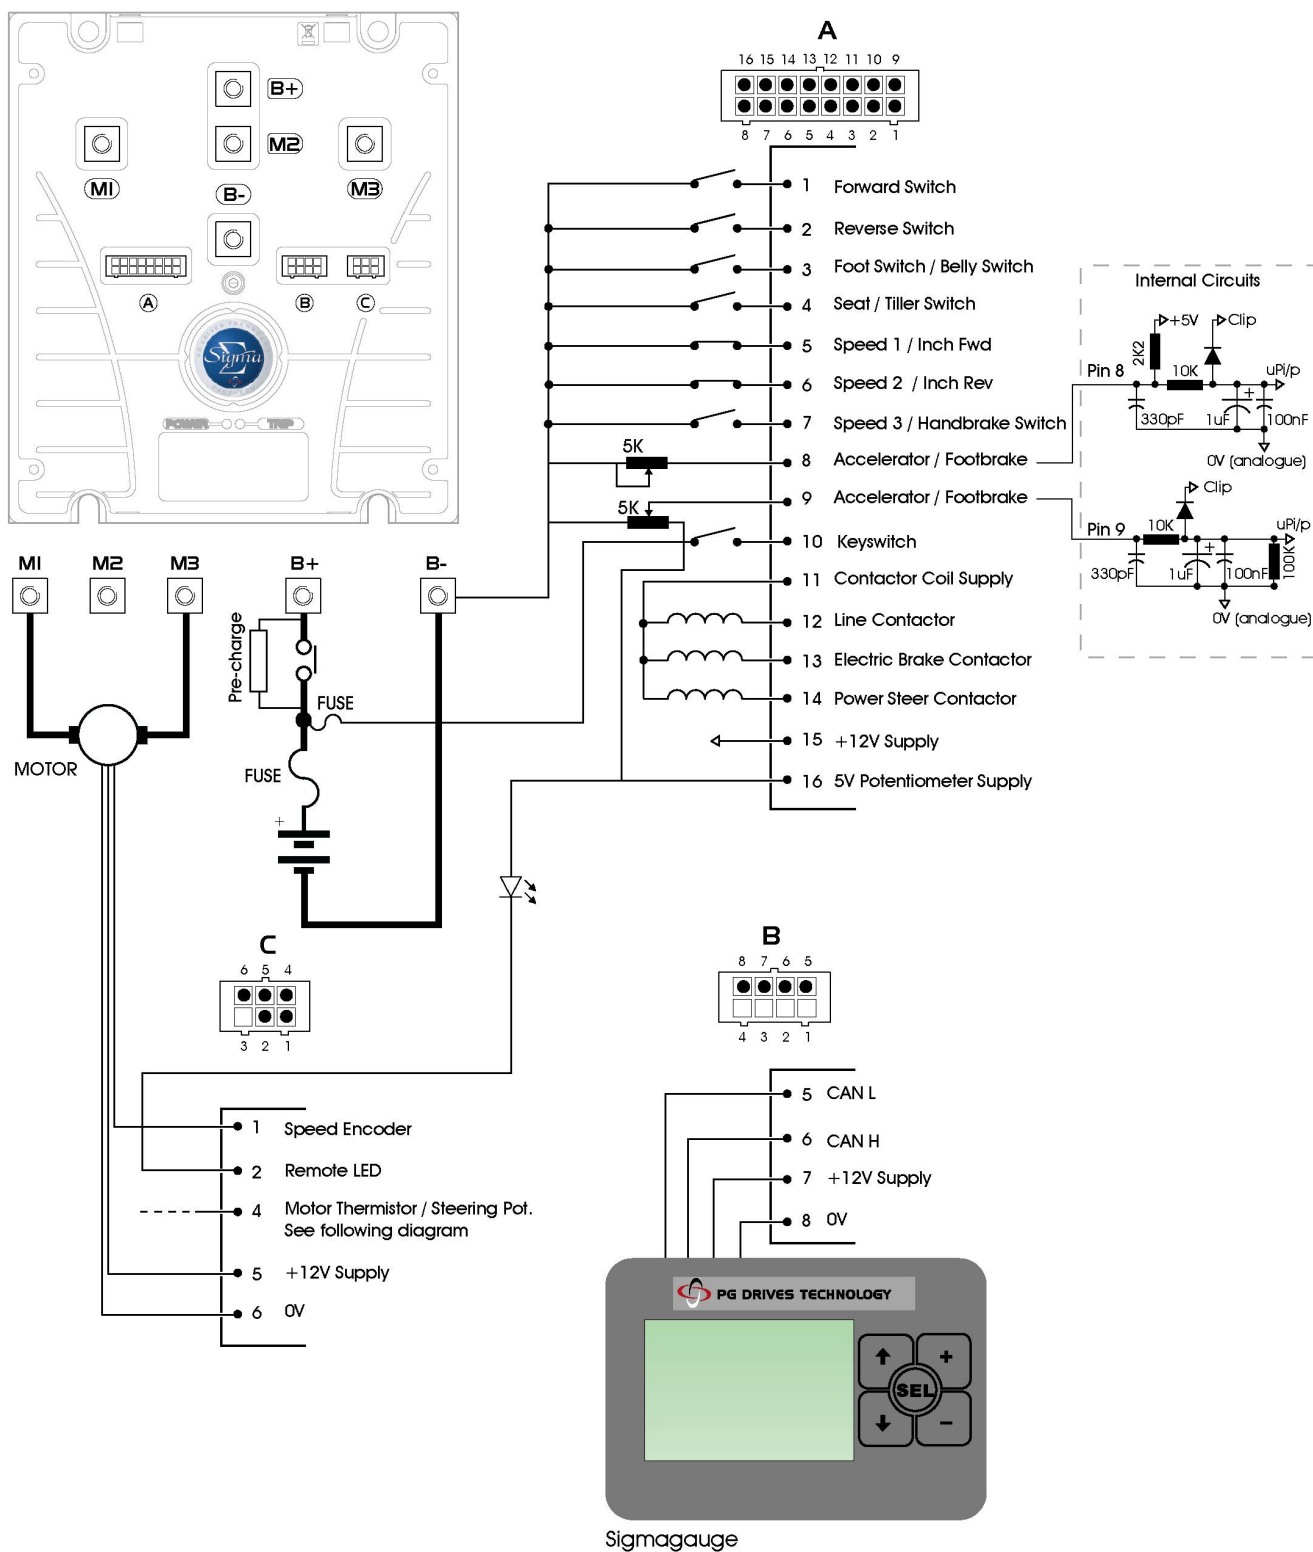 A
16 15 14 13 12 11 10 9
8 7 6 5 4 3 2 1
B+
M2
M1
M3
B-
A
B
C
Sigma
POWER
TRIP
1 Forward Switch
2 Reverse Switch
3 Foot Switch / Belly Switch
4 Seat / Tiller Switch
5 Speed 1 / Inch Fwd
6 Speed 2 / Inch Rev
7 Speed 3 / Handbrake Switch
5K
8 Accelerator / Footbrake
5K
9 Accelerator / Footbrake
10 Keyswitch
11 Contactor Coil Supply
12 Line Contactor
13 Electric Brake Contactor
14 Power Steer Contactor
15 +12V Supply
16 5V Potentiometer Supply
Internal Circuits
+5V
Clip
2K2
Pin 8
10K
uPi/p
330pF
1uF
+
100nF
0V (analogue)
Clip
Pin 9
10K
uPi/p
330pF
1uF
+
100nF
100K
0V (analogue)
M1
M2
M3
B+
B-
Pre-charge
FUSE
MOTOR
FUSE
+
C
6 5 4
3 2 1
1 Speed Encoder
2 Remote LED
4 Motor Thermistor / Steering Pot.
See following diagram
5 +12V Supply
6 0V
B
8 7 6 5
4 3 2 1
5 CAN L
6 CAN H
7 +12V Supply
8 0V
PG DRIVES TECHNOLOGY
+
SEL
-
Sigmagauge